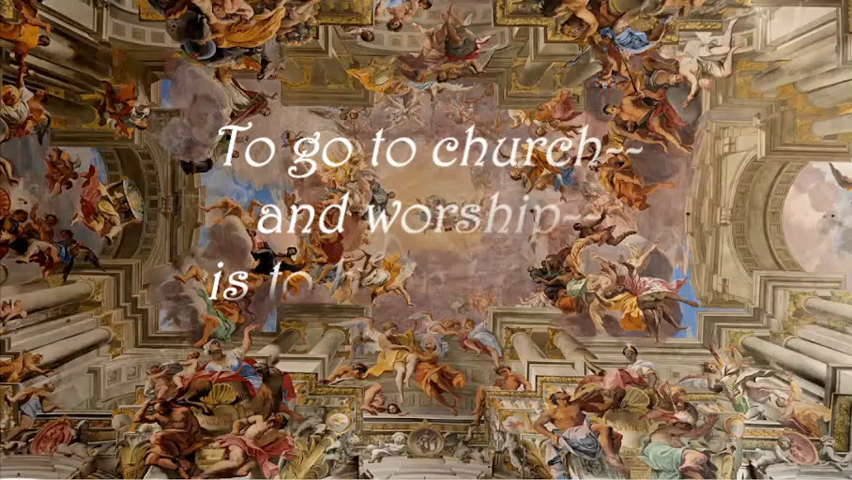 To go to church--
and worship--
is to